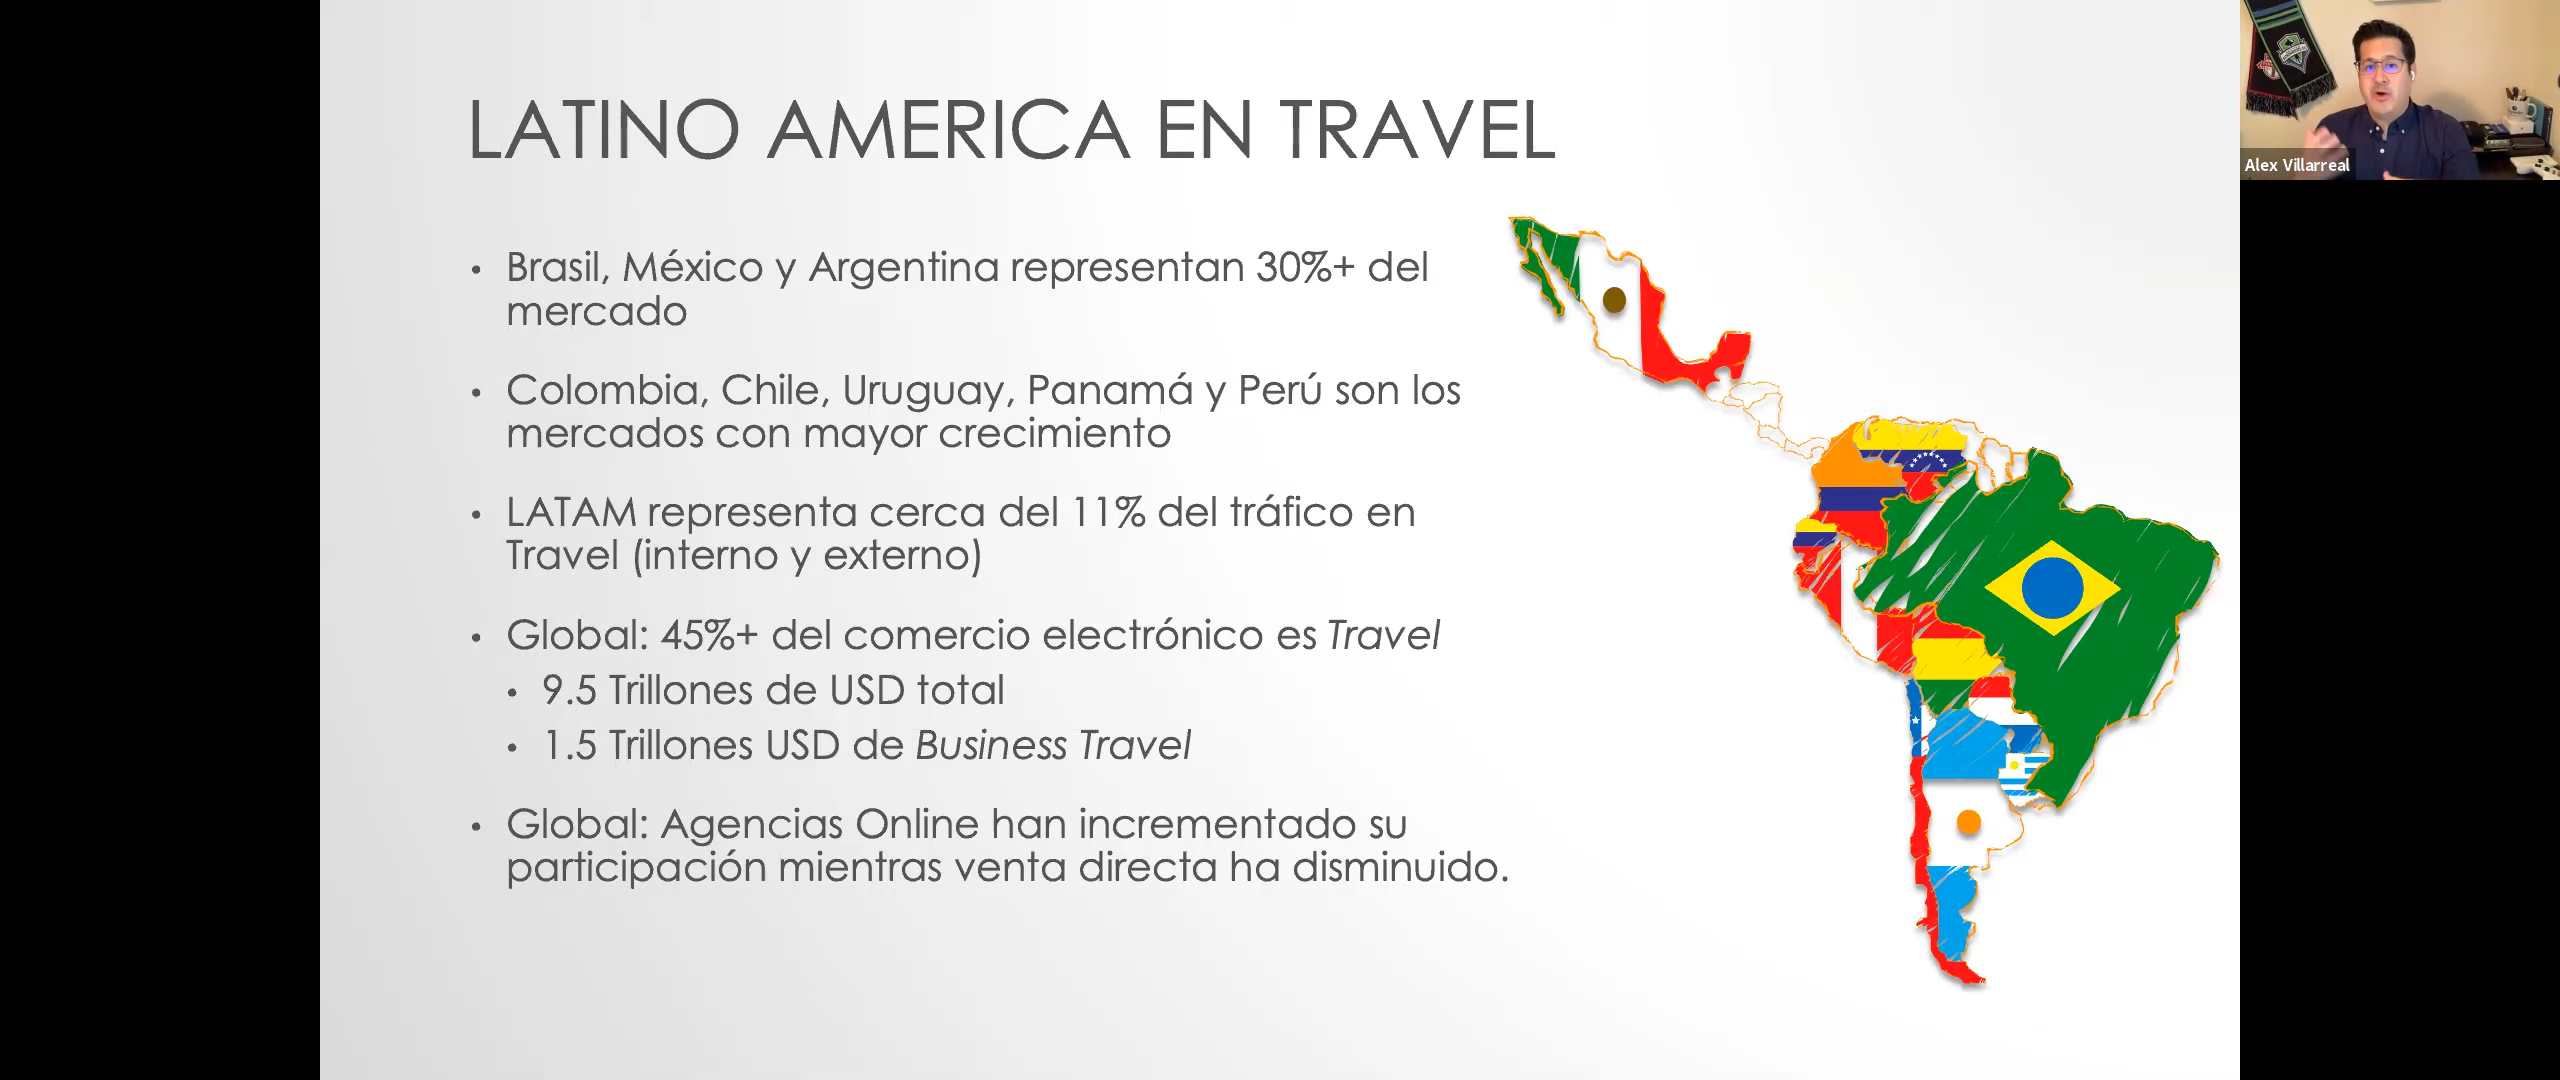 LATINO AMERICA EN TRAVEL
• Brasil, México y Argentina representan 30%+ del
mercado
• Colombia, Chile, Uruguay, Panamá y Perú son los
mercados con mayor crecimiento
• LATAM representa cerca del 11% del tráfico en
Travel (interno y externo)
• Global: 45%+ del comercio electrónico es Travel
• 9.5 Trillones de USD total
• 1.5 Trillones USD de Business Travel
• Global: Agencias Online han incrementado su
participación mientras venta directa ha disminuido.
Alex Villarreal